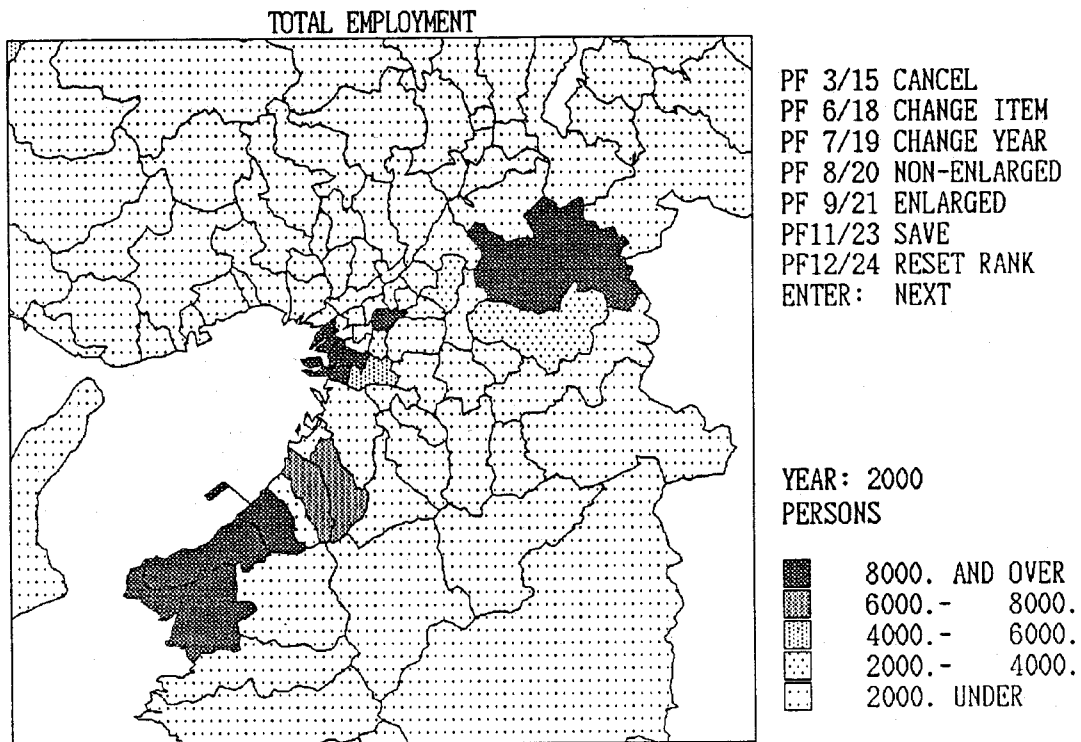 TOTAL EMPLOYMENT
PF 3/15 CANCEL
PF 6/18 CHANGE ITEM
PF 7/19 CHANGE YEAR
PF 8/20 NON-ENLARGED
PF 9/21 ENLARGED
PF11/23 SAVE
PF12/24 RESET RANK
ENTER: NEXT
YEAR: 2000
PERSONS
8000. AND OVER
6000.- 8000.
4000.- 6000.
2000.- 4000.
2000. UNDER